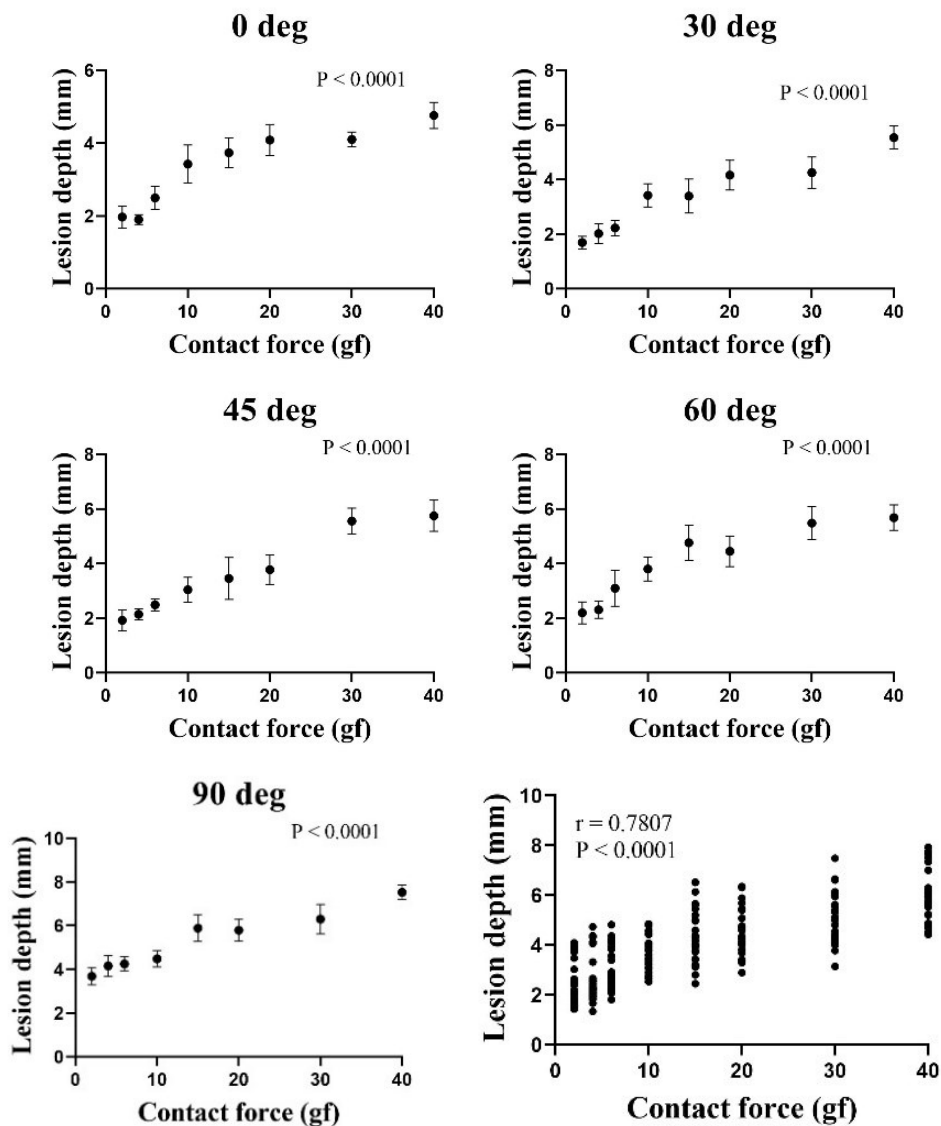 0 deg
P < 0.0001
Lesion depth (mm)
6
4
2
0
0 10 20 30 40
Contact force (gf)
30 deg
P < 0.0001
Lesion depth (mm)
8
6
4
2
0
0 10 20 30 40
Contact force (gf)
45 deg
P < 0.0001
Lesion depth (mm)
8
6
4
2
0
0 10 20 30 40
Contact force (gf)
60 deg
P < 0.0001
Lesion depth (mm)
8
6
4
2
0
0 10 20 30 40
Contact force (gf)
90 deg
P < 0.0001
Lesion depth (mm)
10
8
6
4
2
0
0 10 20 30 40
Contact force (gf)
r = 0.7807
P < 0.0001
Lesion depth (mm)
10
8
6
4
2
0
0 10 20 30 40
Contact force (gf)